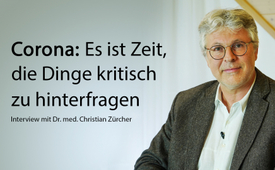 Corona: Es ist Zeit,
die Dinge kritisch
zu hinterfragen
Interview mit Dr. med. Christian Zürcher